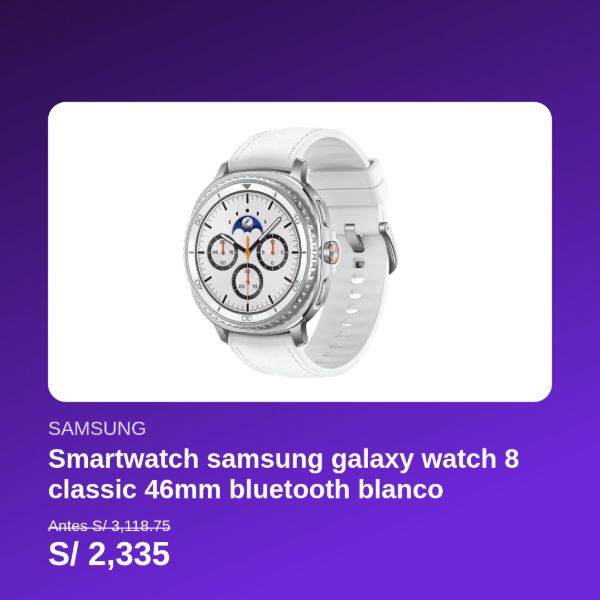 SAMSUNG
Smartwatch samsung galaxy watch 8
classic 46mm bluetooth blanco
Antes S/ 3,118.75
S/ 2,335